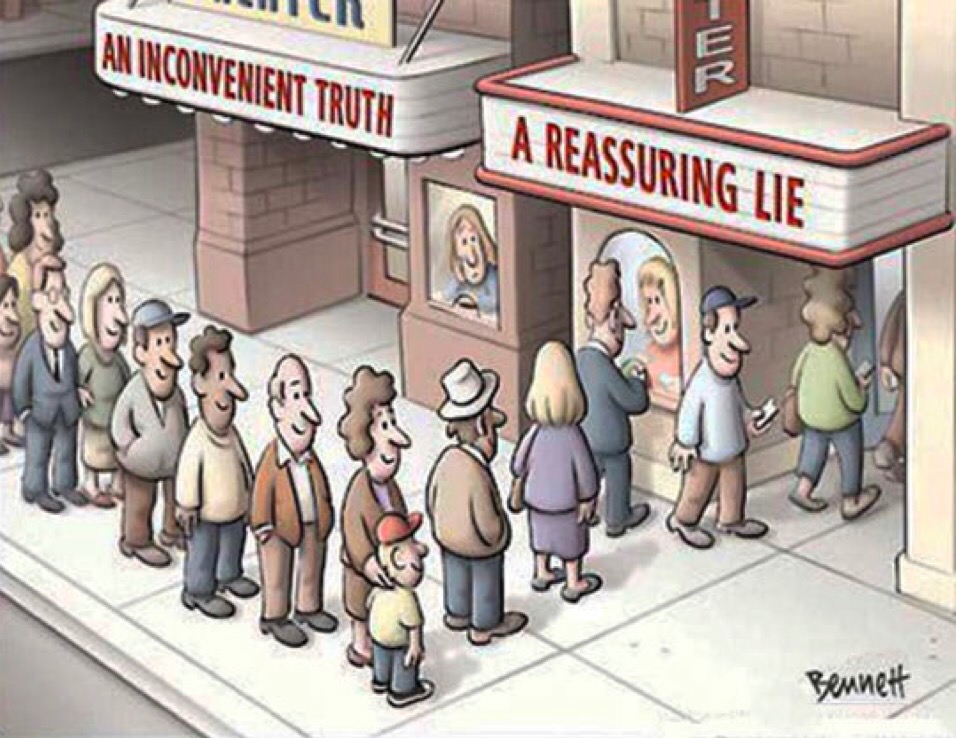 AN INCONVENIENT TRUTH
TER
A REASSURING LIE
Bennett